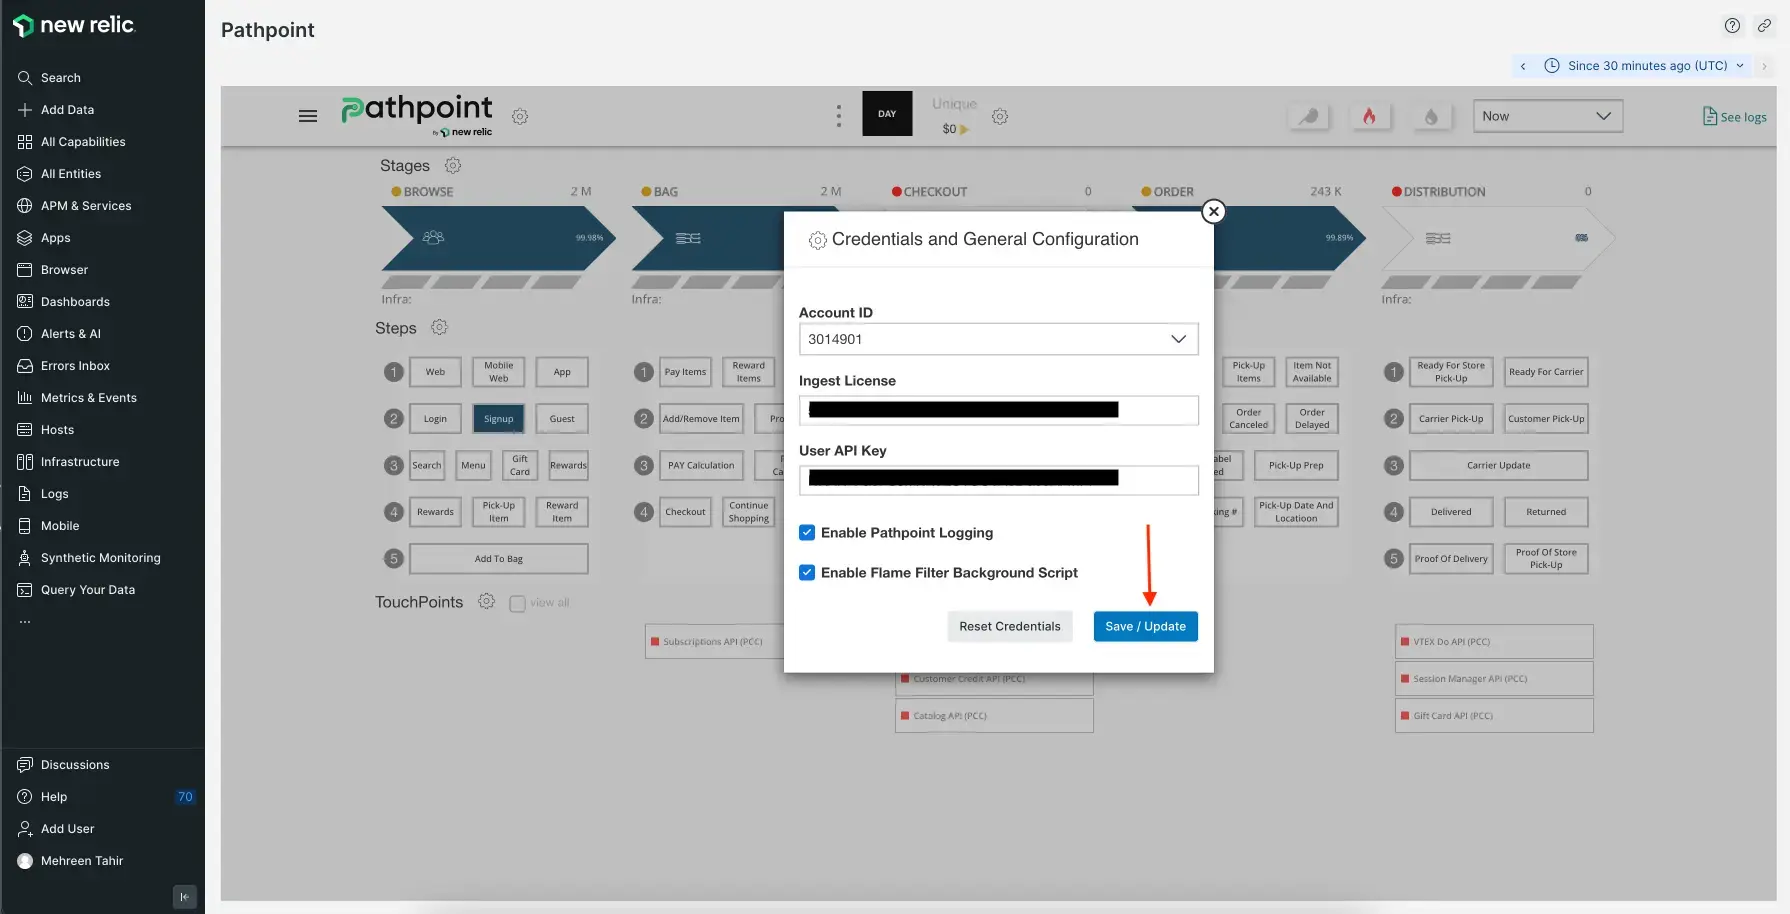 new relic.
Search
Add Data
All Capabilities
All Entities
APM & Services
Apps
Browser
Dashboards
Alerts & AI
Errors Inbox
Metrics & Events
Hosts
Infrastructure
Logs
Mobile
Synthetic Monitoring
Query Your Data
...
Discussions
Help 70
Add User
Mehreen Tahir
Pathpoint
Since 30 minutes ago (UTC)
Pathpoint
by new relic
DAY
Unique
$0
Now
See logs
Stages
BROWSE 2 M
BAG 2 M
CHECKOUT 0
ORDER 243 K
DISTRIBUTION 0
99.98%
99.89%
Infra:
Infra:
Infra:
Steps
1 Web
Mobile Web
App
2 Login
Signup
Guest
3 Search
Menu
Gift Card
Rewards
4 Rewards
Pick-Up Item
Reward Item
5 Add To Bag
1 Pay Items
Reward Items
2 Add/Remove Item
3 PAY Calculation
4 Checkout
Continue Shopping
Pick-Up Items
Item Not Available
Order Canceled
Order Delayed
Pick-Up Prep
Pick-Up Date And Locatioon
1 Ready For Store Pick-Up
Ready For Carrier
2 Carrier Pick-Up
Customer Pick-Up
3 Carrier Update
4 Delivered
Returned
5 Proof Of Delivery
Proof Of Store Pick-Up
TouchPoints
view all
Subscriptions API (PCC)
Customer Credit API (PCC)
Catalog API (PCC)
VTEX Do API (PCC)
Session Manager API (PCC)
Gift Card API (PCC)
Credentials and General Configuration
Account ID
3014901
Ingest License
User API Key
Enable Pathpoint Logging
Enable Flame Filter Background Script
Reset Credentials
Save / Update